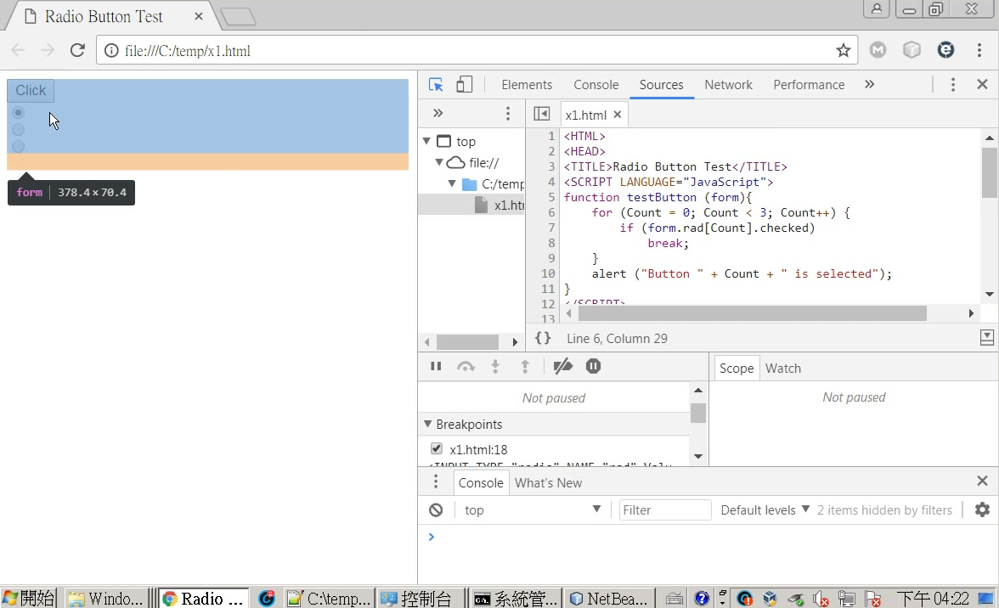 Radio Button Test
file:///C:/temp/x1.html
Click
form 378.4×70.4
Elements Console Sources Network Performance
x1.html
top
file://
C:/temp
x1.htm
1 <HTML>
2 <HEAD>
3 <TITLE>Radio Button Test</TITLE>
4 <SCRIPT LANGUAGE="JavaScript">
5 function testButton (form){
6 for (Count = 0; Count < 3; Count++) {
7 if (form.rad[Count].checked)
8 break;
9 }
10 alert ("Button " + Count + " is selected");
11 }
12 </SCRIPT>
13
{} Line 6, Column 29
Not paused
Breakpoints
x1.html:18
<INPUT TYPE="radio" NAME="rad" Valu…
Scope Watch
Not paused
Console What's New
top Filter Default levels 2 items hidden by filters
開始 Windo... Radio ... C:\temp... 控制台 系統管... NetBea... 下午 04:22